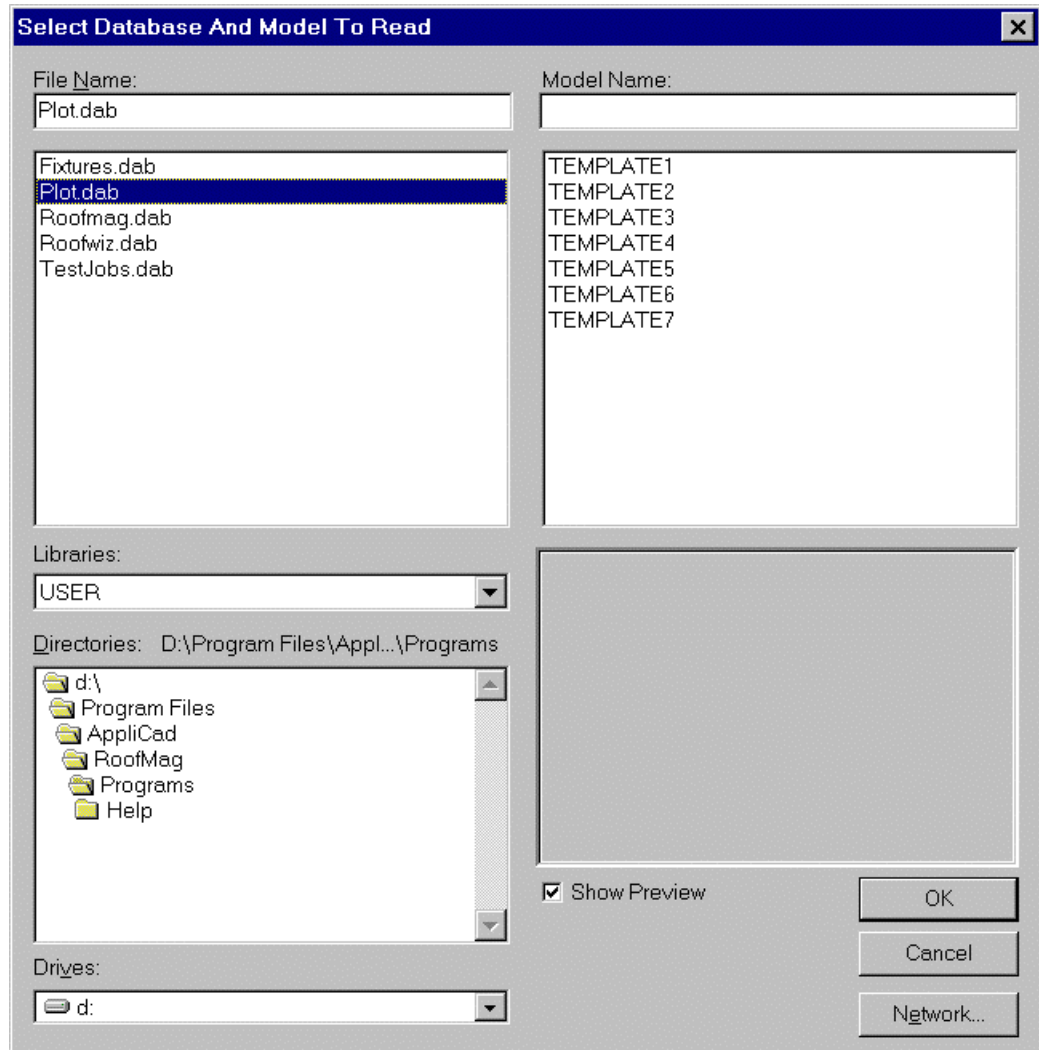 Select Database And Model To Read
File Name:
Plot.dab
Fixtures.dab
Plot.dab
Roofmag.dab
Roofwiz.dab
TestJobs.dab
Libraries:
USER
Directories: D:\Program Files\Appl...\Programs
d:\
Program Files
AppliCad
RoofMag
Programs
Help
Drives:
d:
Model Name:
TEMPLATE1
TEMPLATE2
TEMPLATE3
TEMPLATE4
TEMPLATE5
TEMPLATE6
TEMPLATE7
Show Preview
OK
Cancel
Network...